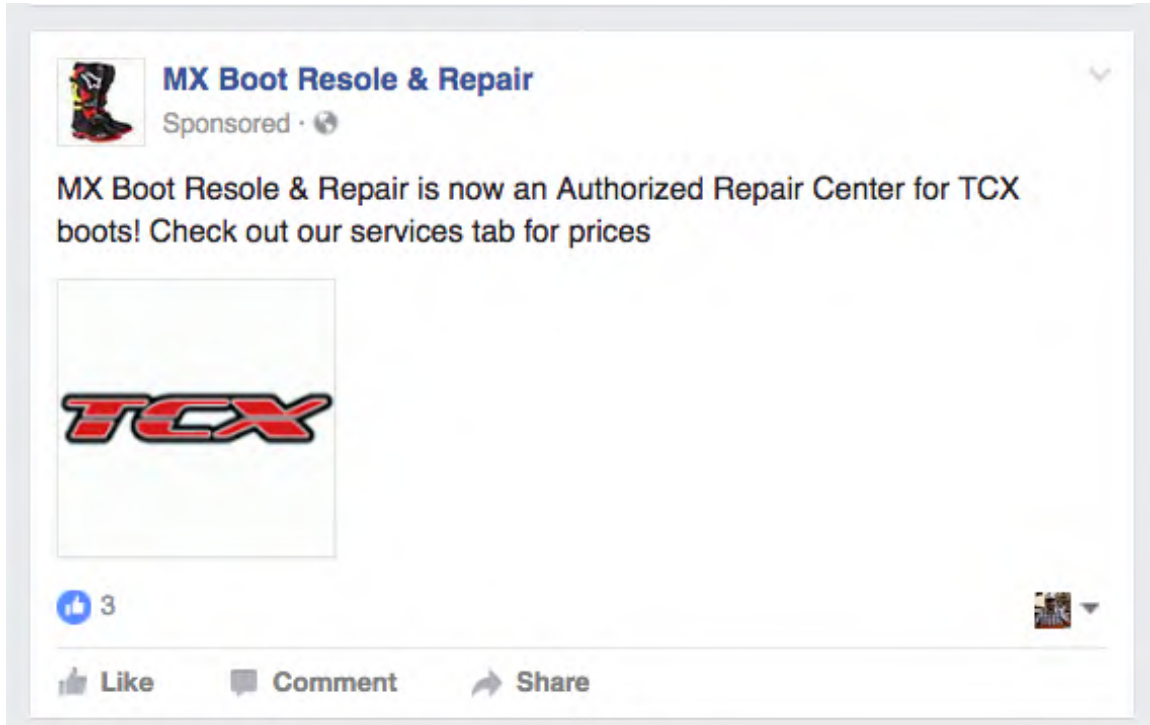 MX Boot Resole & Repair
Sponsored ·
MX Boot Resole & Repair is now an Authorized Repair Center for TCX
boots! Check out our services tab for prices
TCX
3
Like Comment Share